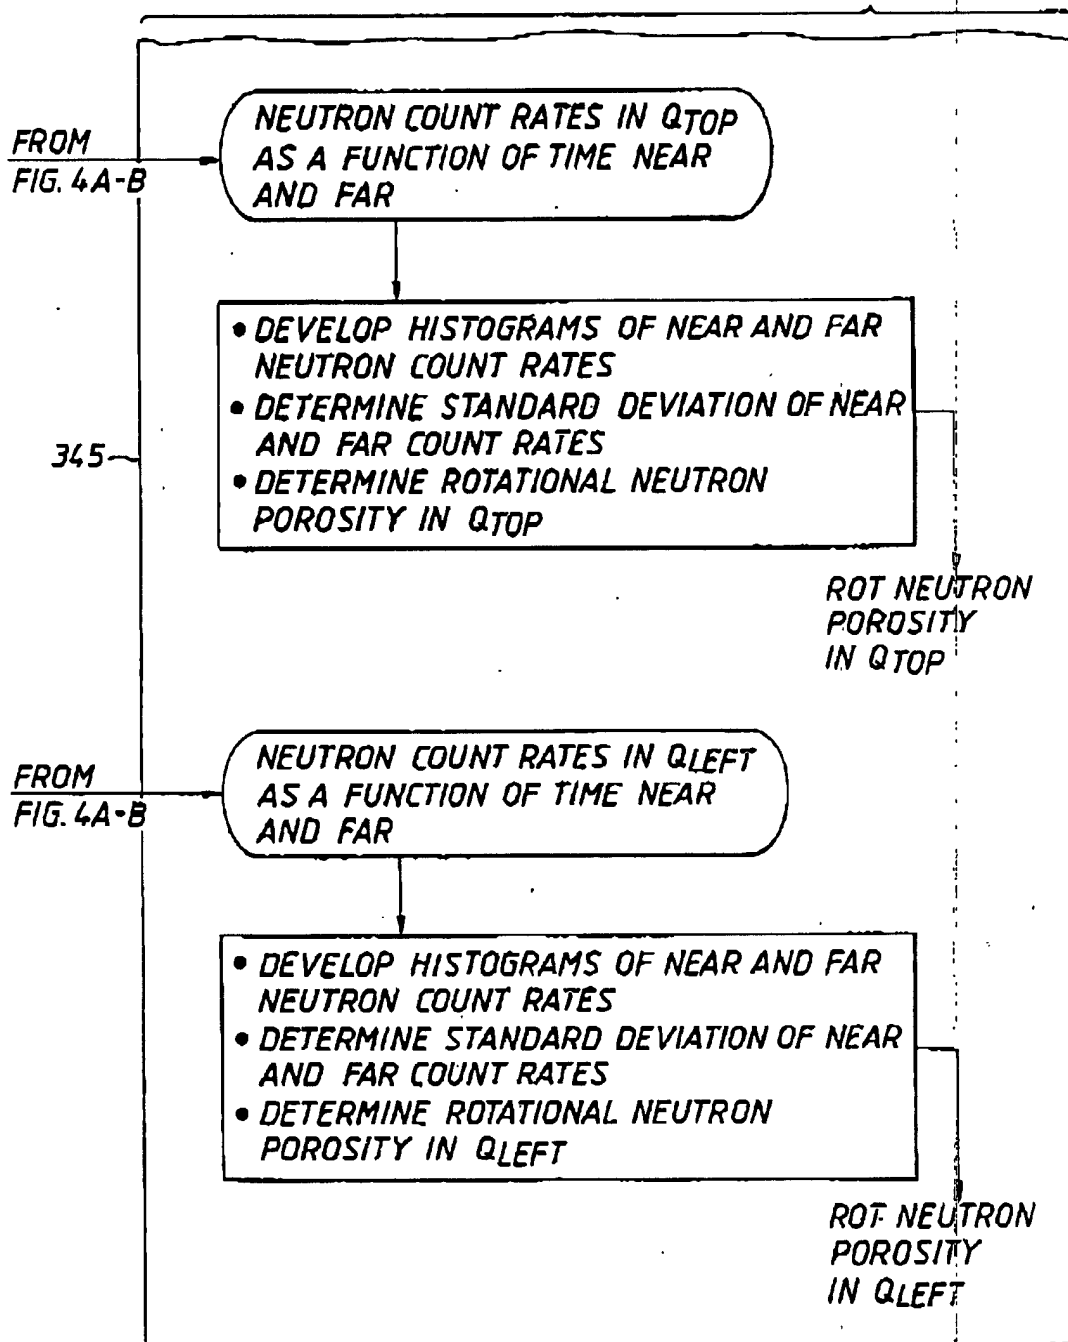 NEUTRON COUNT RATES IN QTOP
AS A FUNCTION OF TIME NEAR
AND FAR
FROM
FIG. 4A-B
• DEVELOP HISTOGRAMS OF NEAR AND FAR
NEUTRON COUNT RATES
• DETERMINE STANDARD DEVIATION OF NEAR
AND FAR COUNT RATES
• DETERMINE ROTATIONAL NEUTRON
POROSITY IN QTOP
345
ROT NEUTRON
POROSITY
IN QTOP
NEUTRON COUNT RATES IN QLEFT
AS A FUNCTION OF TIME NEAR
AND FAR
FROM
FIG. 4A-B
• DEVELOP HISTOGRAMS OF NEAR AND FAR
NEUTRON COUNT RATES
• DETERMINE STANDARD DEVIATION OF NEAR
AND FAR COUNT RATES
• DETERMINE ROTATIONAL NEUTRON
POROSITY IN QLEFT
ROT NEUTRON
POROSITY
IN QLEFT